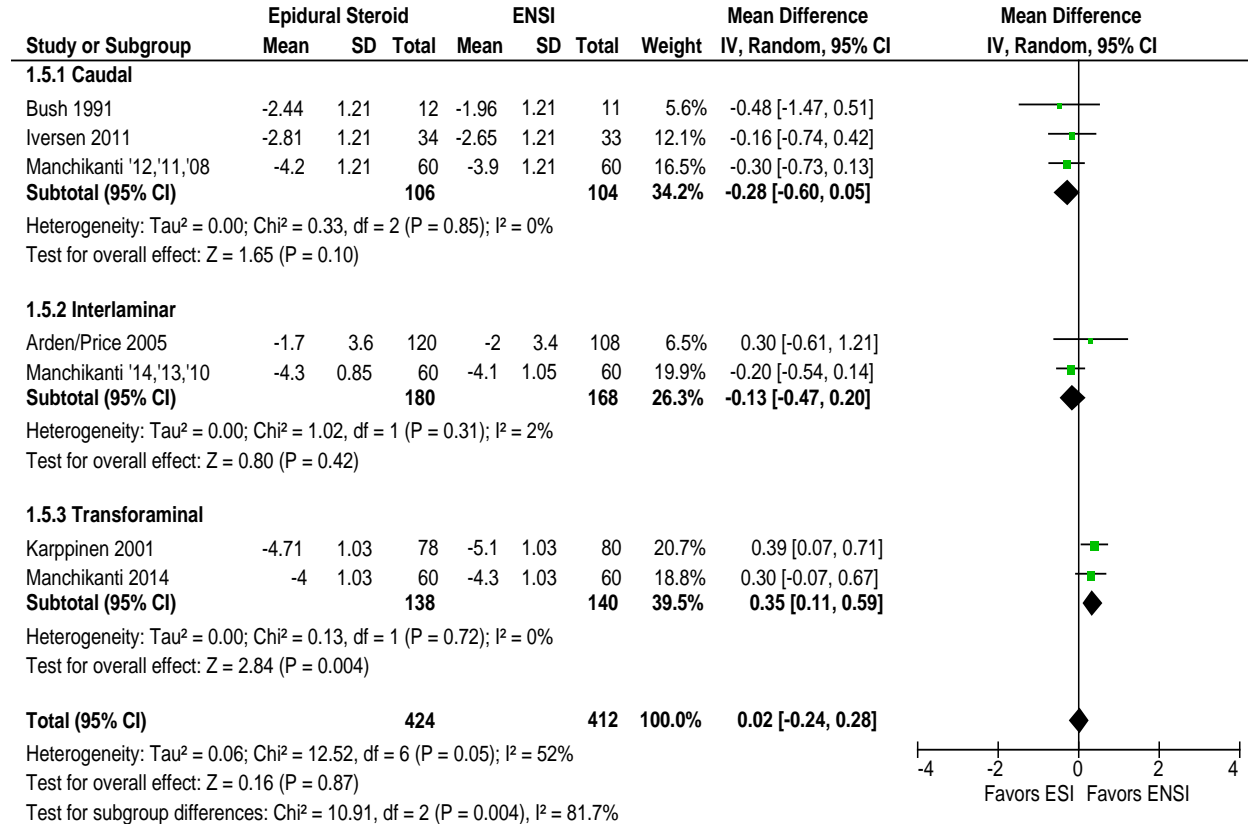 Epidural Steroid ENSI Mean Difference Mean Difference
Study or Subgroup Mean SD Total Mean SD Total Weight IV, Random, 95% CI IV, Random, 95% CI
1.5.1 Caudal
Bush 1991 -2.44 1.21 12 -1.96 1.21 11 5.6% -0.48 [-1.47, 0.51]
Iversen 2011 -2.81 1.21 34 -2.65 1.21 33 12.1% -0.16 [-0.74, 0.42]
Manchikanti '12,'11,'08 -4.2 1.21 60 -3.9 1.21 60 16.5% -0.30 [-0.73, 0.13]
Subtotal (95% CI) 106 104 34.2% -0.28 [-0.60, 0.05]
Heterogeneity: Tau² = 0.00; Chi² = 0.33, df = 2 (P = 0.85); I² = 0%
Test for overall effect: Z = 1.65 (P = 0.10)
1.5.2 Interlaminar
Arden/Price 2005 -1.7 3.6 120 -2 3.4 108 6.5% 0.30 [-0.61, 1.21]
Manchikanti '14,'13,'10 -4.3 0.85 60 -4.1 1.05 60 19.9% -0.20 [-0.54, 0.14]
Subtotal (95% CI) 180 168 26.3% -0.13 [-0.47, 0.20]
Heterogeneity: Tau² = 0.00; Chi² = 1.02, df = 1 (P = 0.31); I² = 2%
Test for overall effect: Z = 0.80 (P = 0.42)
1.5.3 Transforaminal
Karppinen 2001 -4.71 1.03 78 -5.1 1.03 80 20.7% 0.39 [0.07, 0.71]
Manchikanti 2014 -4 1.03 60 -4.3 1.03 60 18.8% 0.30 [-0.07, 0.67]
Subtotal (95% CI) 138 140 39.5% 0.35 [0.11, 0.59]
Heterogeneity: Tau² = 0.00; Chi² = 0.13, df = 1 (P = 0.72); I² = 0%
Test for overall effect: Z = 2.84 (P = 0.004)
Total (95% CI) 424 412 100.0% 0.02 [-0.24, 0.28]
Heterogeneity: Tau² = 0.06; Chi² = 12.52, df = 6 (P = 0.05); I² = 52%
Test for overall effect: Z = 0.16 (P = 0.87)
Test for subgroup differences: Chi² = 10.91, df = 2 (P = 0.004), I² = 81.7%
-4 -2 0 2 4
Favors ESI Favors ENSI